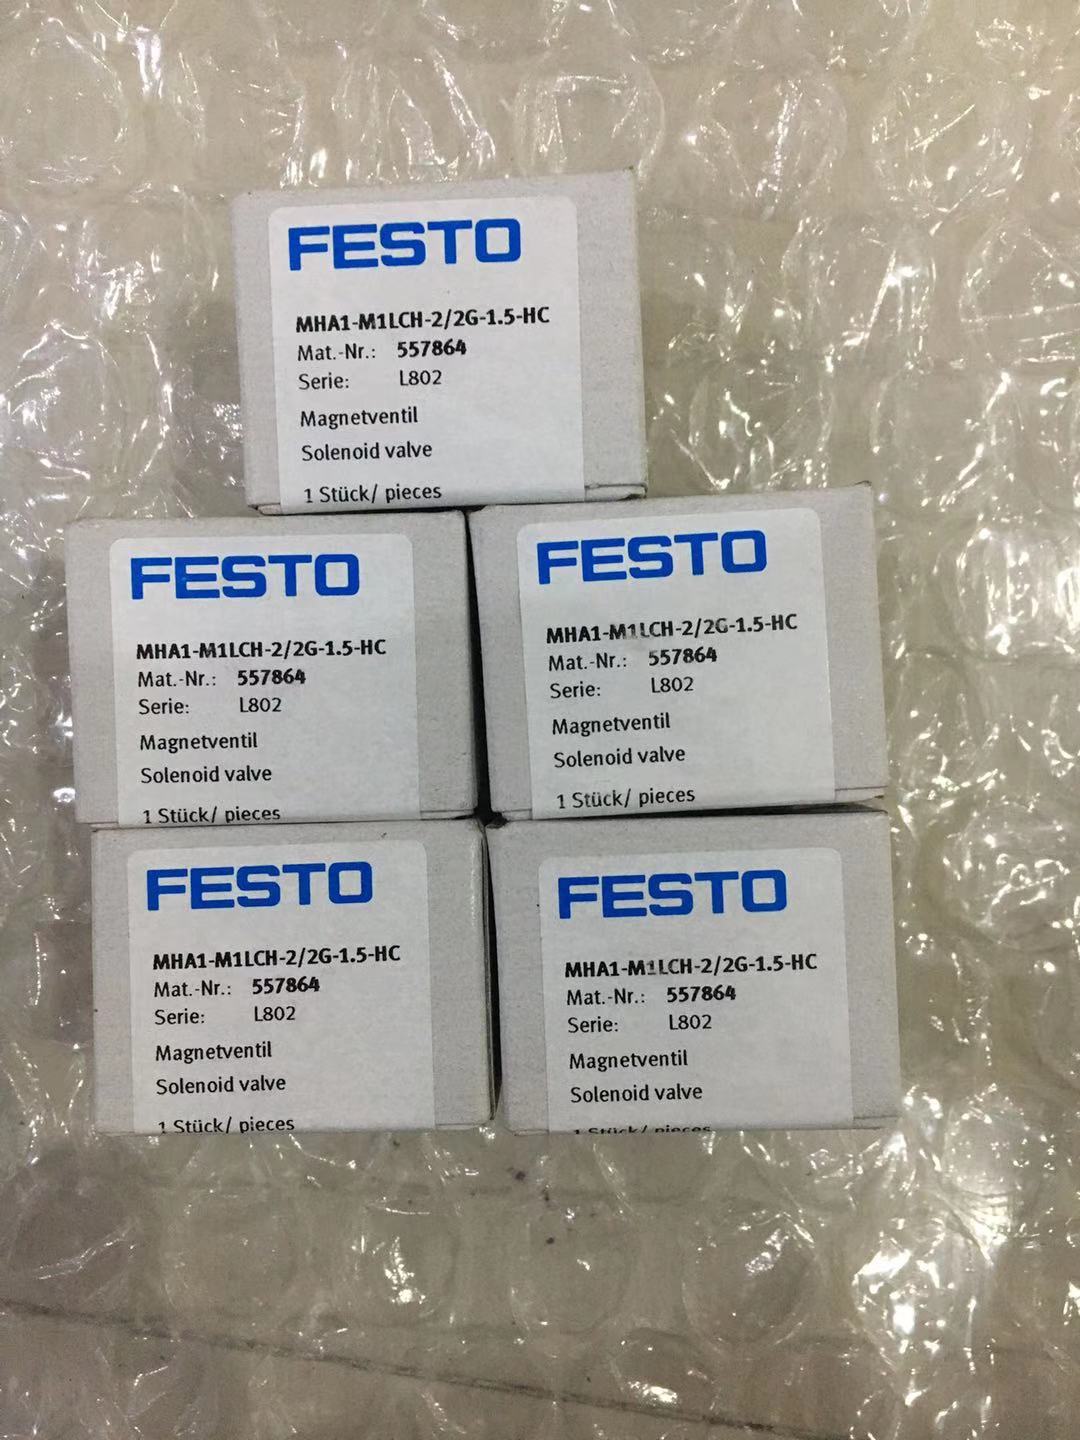 FESTO
MHA1-M1LCH-2/2G-1.5-HC
Mat.-Nr.: 557864
Serie: L802
Magnetventil
Solenoid valve
1 Stück/ pieces
FESTO
MHA1-M1LCH-2/2G-1.5-HC
Mat.-Nr.: 557864
Serie: L802
Magnetventil
Solenoid valve
1 Stück/ pieces
FESTO
MHA1-M1LCH-2/2G-1.5-HC
Mat.-Nr.: 557864
Serie: L802
Magnetventil
Solenoid valve
1 Stück/ pieces
FESTO
MHA1-M1LCH-2/2G-1.5-HC
Mat.-Nr.: 557864
Serie: L802
Magnetventil
Solenoid valve
1 Stück/ pieces
FESTO
MHA1-M1LCH-2/2G-1.5-HC
Mat.-Nr.: 557864
Serie: L802
Magnetventil
Solenoid valve
1 Stück/ pieces